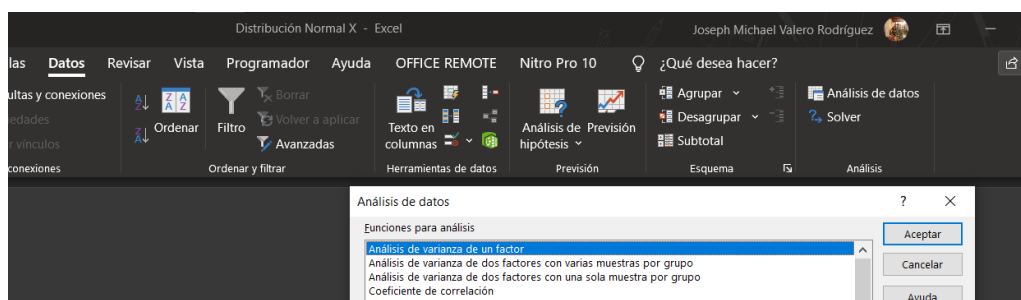 Distribución Normal X - Excel
Joseph Michael Valero Rodríguez
las Datos Revisar Vista Programador Ayuda OFFICE REMOTE Nitro Pro 10 ¿Qué desea hacer?
ultas y conexiones
iedades
r vínculos
conexiones
Ordenar
Filtro
Borrar
Volver a aplicar
Avanzadas
Ordenar y filtrar
Texto en
columnas
Herramientas de datos
Análisis de
hipótesis
Previsión
Previsión
Agrupar
Desagrupar
Subtotal
Esquema
Análisis de datos
Solver
Análisis
Análisis de datos
? 
Funciones para análisis
Análisis de varianza de un factor
Análisis de varianza de dos factores con varias muestras por grupo
Análisis de varianza de dos factores con una sola muestra por grupo
Coeficiente de correlación
Aceptar
Cancelar
Ayuda